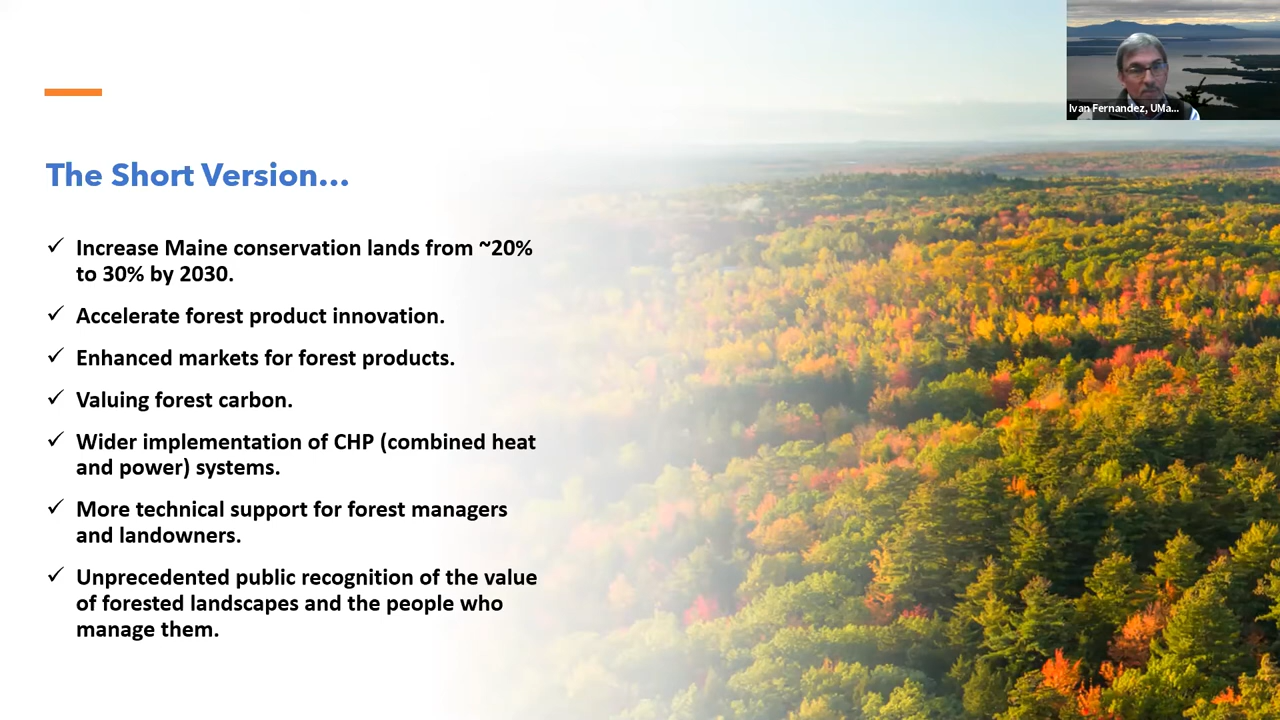 Ivan Fernandez, UMa...
The Short Version...
Increase Maine conservation lands from ~20%
to 30% by 2030.
Accelerate forest product innovation.
Enhanced markets for forest products.
Valuing forest carbon.
Wider implementation of CHP (combined heat
and power) systems.
More technical support for forest managers
and landowners.
Unprecedented public recognition of the value
of forested landscapes and the people who
manage them.